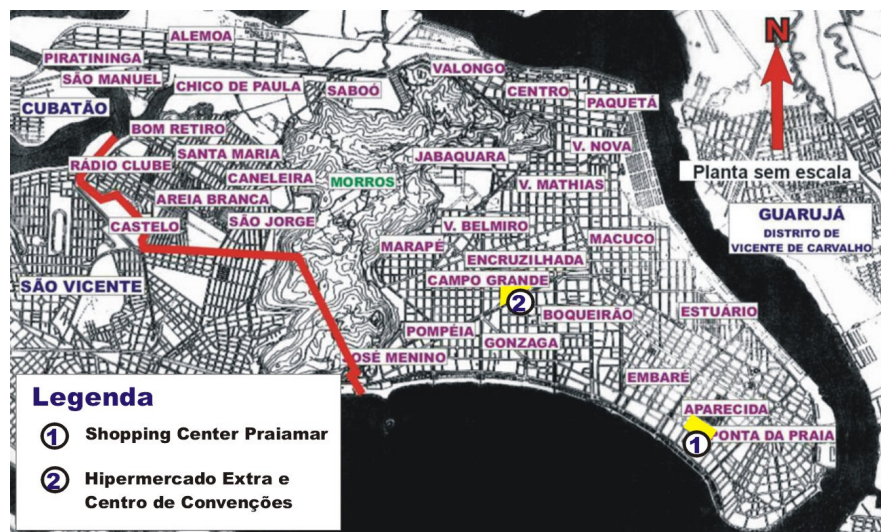 ALEMOA
PIRATININGA
SÃO MANUEL
CHICO DE PAULA
SABOÓ
VALONGO
CENTRO
PAQUETÁ
N
CUBATÃO
BOM RETIRO
RÁDIO CLUBE
SANTA MARIA
CANELEIRA
MORROS
JABAQUARA
V. NOVA
V. MATHIAS
Planta sem escala
AREIA BRANCA
CASTELO
SÃO JORGE
V. BELMIRO
MARAPÉ
MACUCO
ENCRUZILHADA
GUARUJÁ
DISTRITO DE
VICENTE DE CARVALHO
SÃO VICENTE
CAMPO GRANDE
2
BOQUEIRÃO
ESTUÁRIO
POMPÉIA
GONZAGA
JOSÉ MENINO
EMBARÉ
APARECIDA
1
PONTA DA PRAIA
Legenda
1 Shopping Center Praiamar
2 Hipermercado Extra e
Centro de Convenções